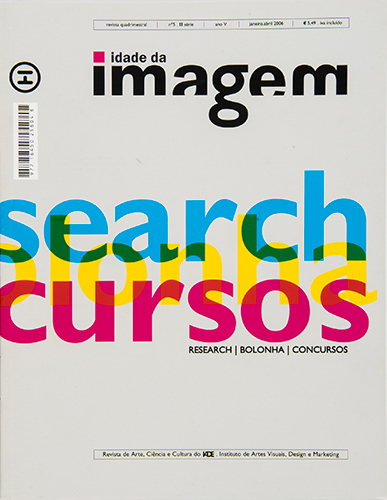 revista quadrimestral | nº5 . III série | ano V | janeiro.abril 2006 | € 5,49 . iva incluído
idade da
imagem
search
olonha
cursos
RESEARCH | BOLONHA | CONCURSOS
Revista de Arte, Ciência e Cultura do IADE . Instituto de Artes Visuais, Design e Marketing